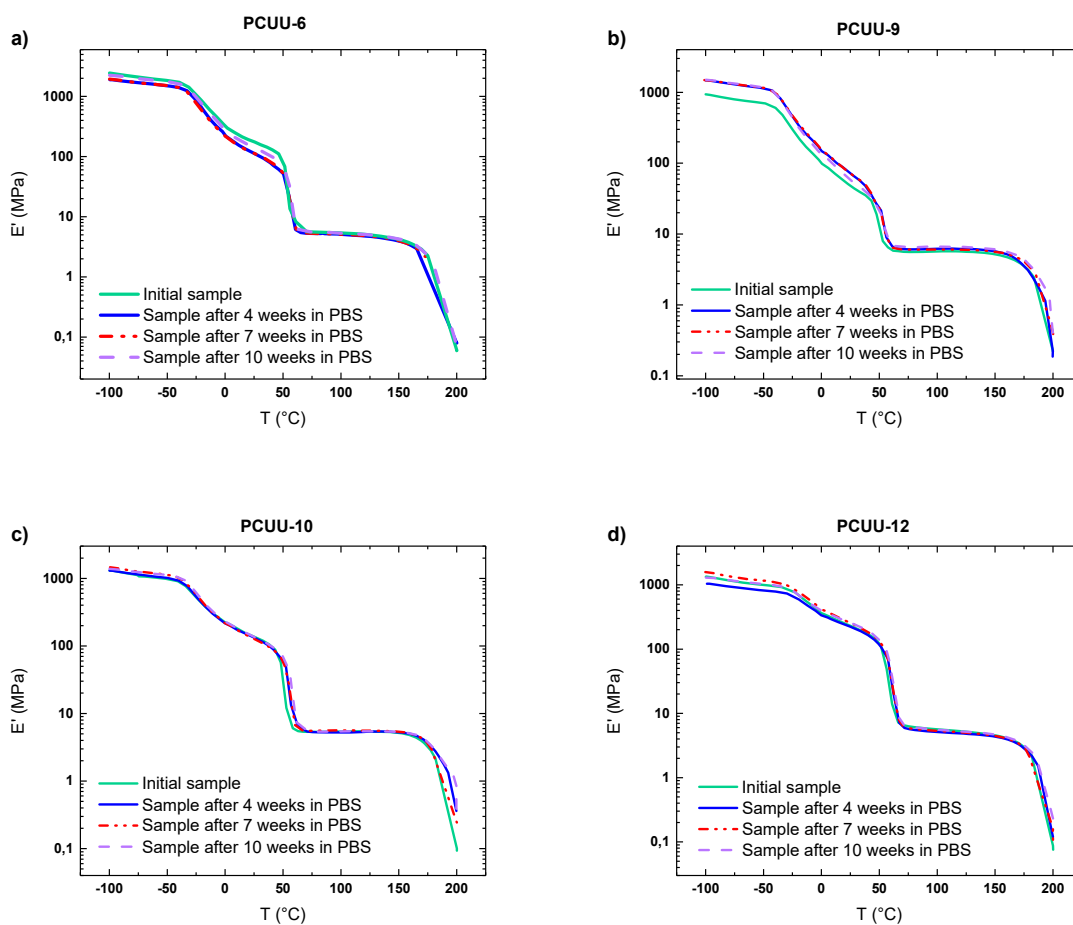 PCUU-6
a)
1000
100
10
1
0,1
E' (MPa)
Initial sample
Sample after 4 weeks in PBS
Sample after 7 weeks in PBS
Sample after 10 weeks in PBS
-100 -50 0 50 100 150 200
T (°C)
PCUU-9
b)
1000
100
10
1
0.1
E' (MPa)
Initial sample
Sample after 4 weeks in PBS
Sample after 7 weeks in PBS
Sample after 10 weeks in PBS
-100 -50 0 50 100 150 200
T (°C)
PCUU-10
c)
1000
100
10
1
0,1
E' (MPa)
Initial sample
Sample after 4 weeks in PBS
Sample after 7 weeks in PBS
Sample after 10 weeks in PBS
-100 -50 0 50 100 150 200
T (°C)
PCUU-12
d)
1000
100
10
1
0,1
E' (MPa)
Initial sample
Sample after 4 weeks in PBS
Sample after 7 weeks in PBS
Sample after 10 weeks in PBS
-100 -50 0 50 100 150 200
T (°C)